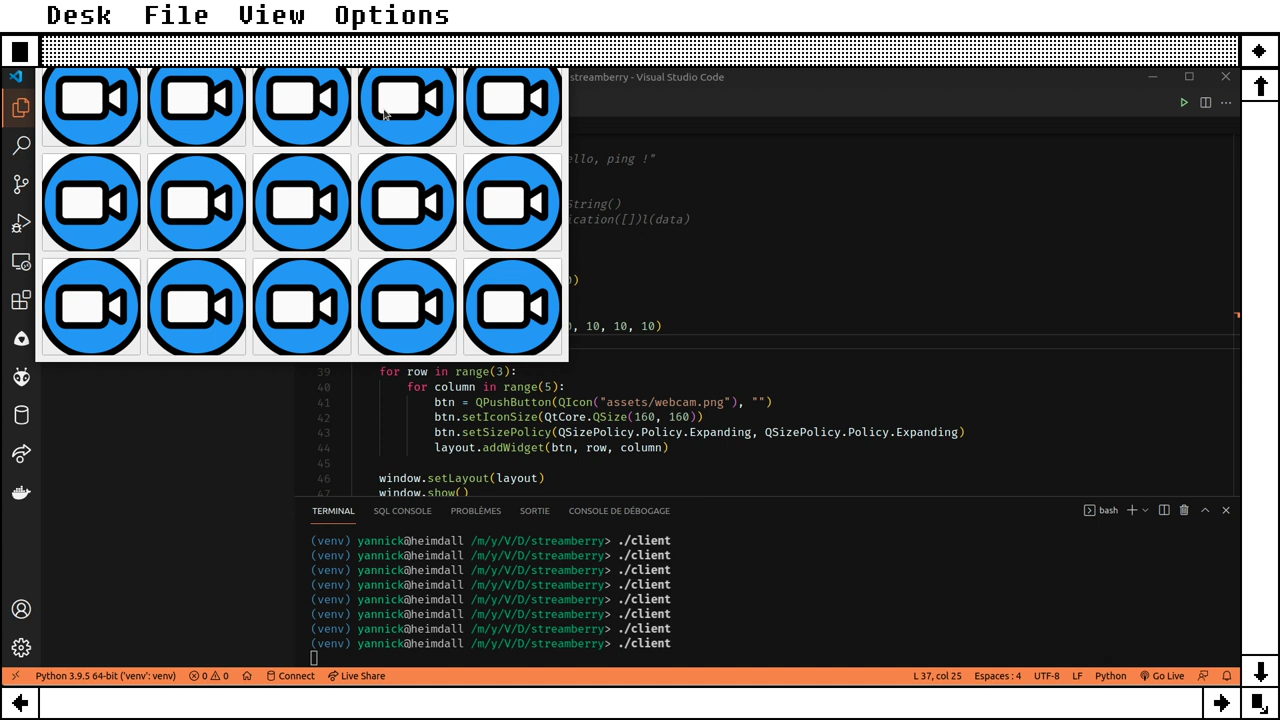 Desk File View Options
streamberry - Visual Studio Code
ello, ping !"
String()
ication([])l(data)
)
, 10, 10, 10)
39 for row in range(3):
40 for column in range(5):
41 btn = QPushButton(QIcon("assets/webcam.png"), "")
42 btn.setIconSize(QtCore.QSize(160, 160))
43 btn.setSizePolicy(QSizePolicy.Policy.Expanding, QSizePolicy.Policy.Expanding)
44 layout.addWidget(btn, row, column)
45
46 window.setLayout(layout)
47 window.show()
TERMINAL SQL CONSOLE PROBLÈMES SORTIE CONSOLE DE DÉBOGAGE bash
(venv) yannick@heimdall /m/y/V/D/streamberry> ./client
(venv) yannick@heimdall /m/y/V/D/streamberry> ./client
(venv) yannick@heimdall /m/y/V/D/streamberry> ./client
(venv) yannick@heimdall /m/y/V/D/streamberry> ./client
(venv) yannick@heimdall /m/y/V/D/streamberry> ./client
(venv) yannick@heimdall /m/y/V/D/streamberry> ./client
(venv) yannick@heimdall /m/y/V/D/streamberry> ./client
(venv) yannick@heimdall /m/y/V/D/streamberry> ./client
Python 3.9.5 64-bit ('venv': venv) 0 0 Connect Live Share L 37, col 25 Espaces : 4 UTF-8 LF Python Go Live